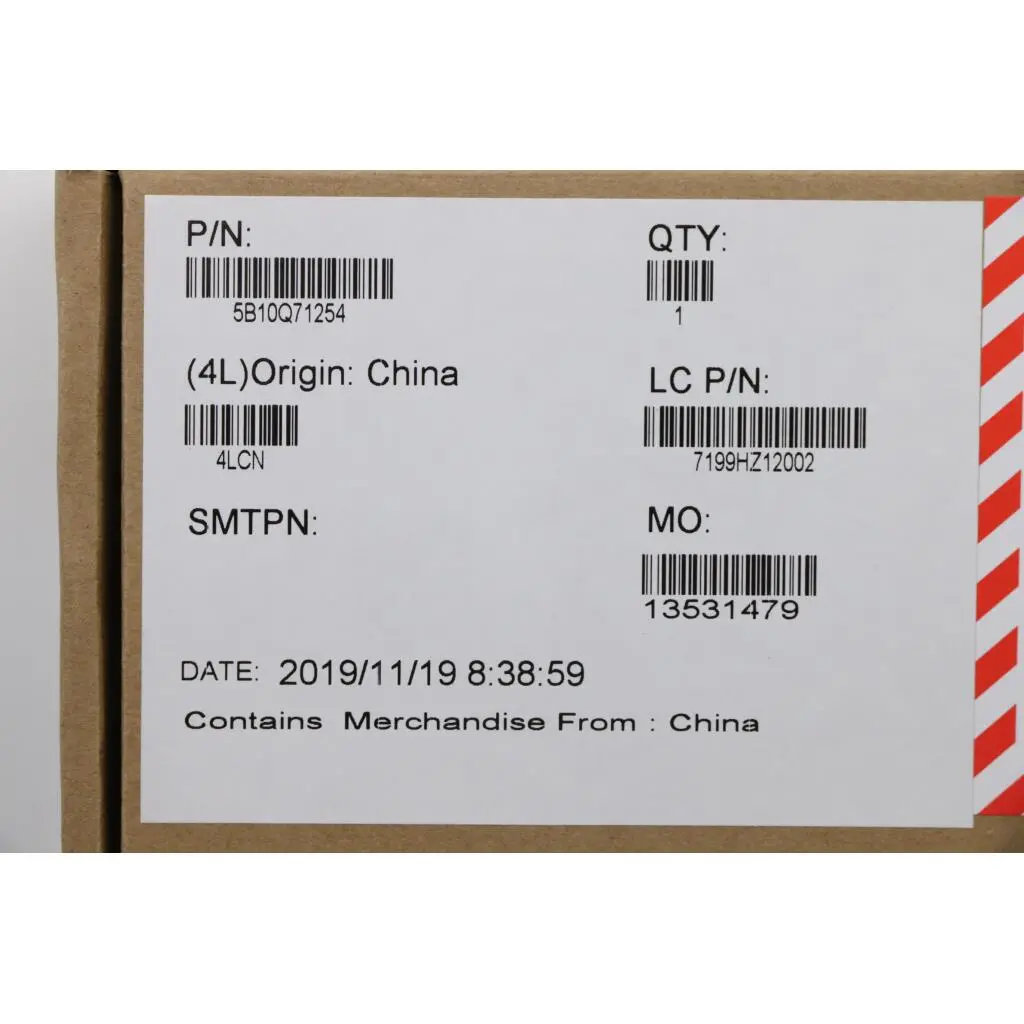 P/N:
5B10Q71254
QTY:
1
(4L)Origin: China
4LCN
LC P/N:
7199HZ12002
SMTPN:
MO:
13531479
DATE: 2019/11/19 8:38:59
Contains Merchandise From : China